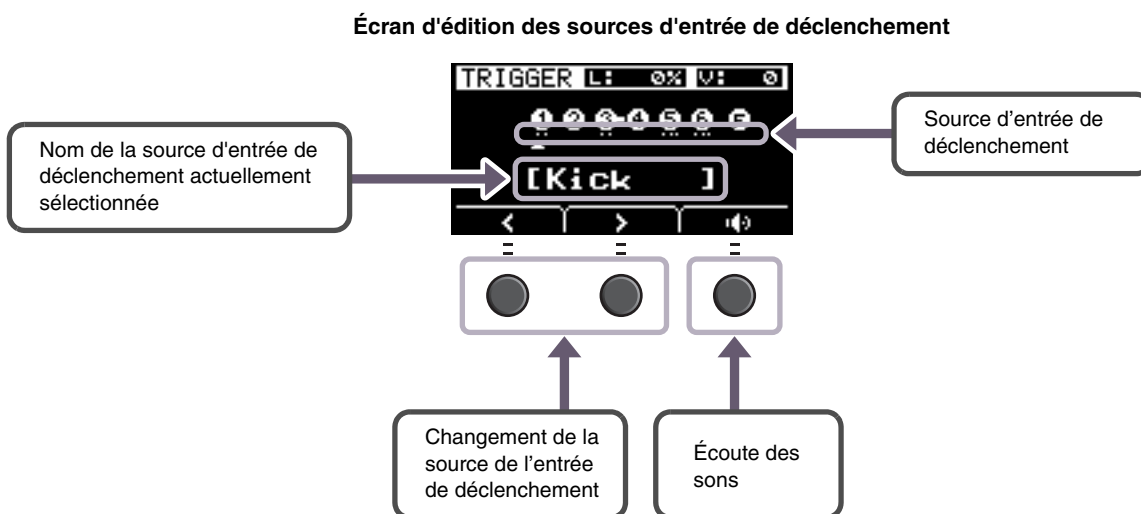 Écran d'édition des sources d'entrée de déclenchement
TRIGGER L: 0% V: 0
1 2 3-4 5 6 5
[Kick ]
< > 
Nom de la source d'entrée de
déclenchement actuellement
sélectionnée
Source d’entrée de
déclenchement
Changement de la
source de l’entrée
de déclenchement
Écoute des
sons